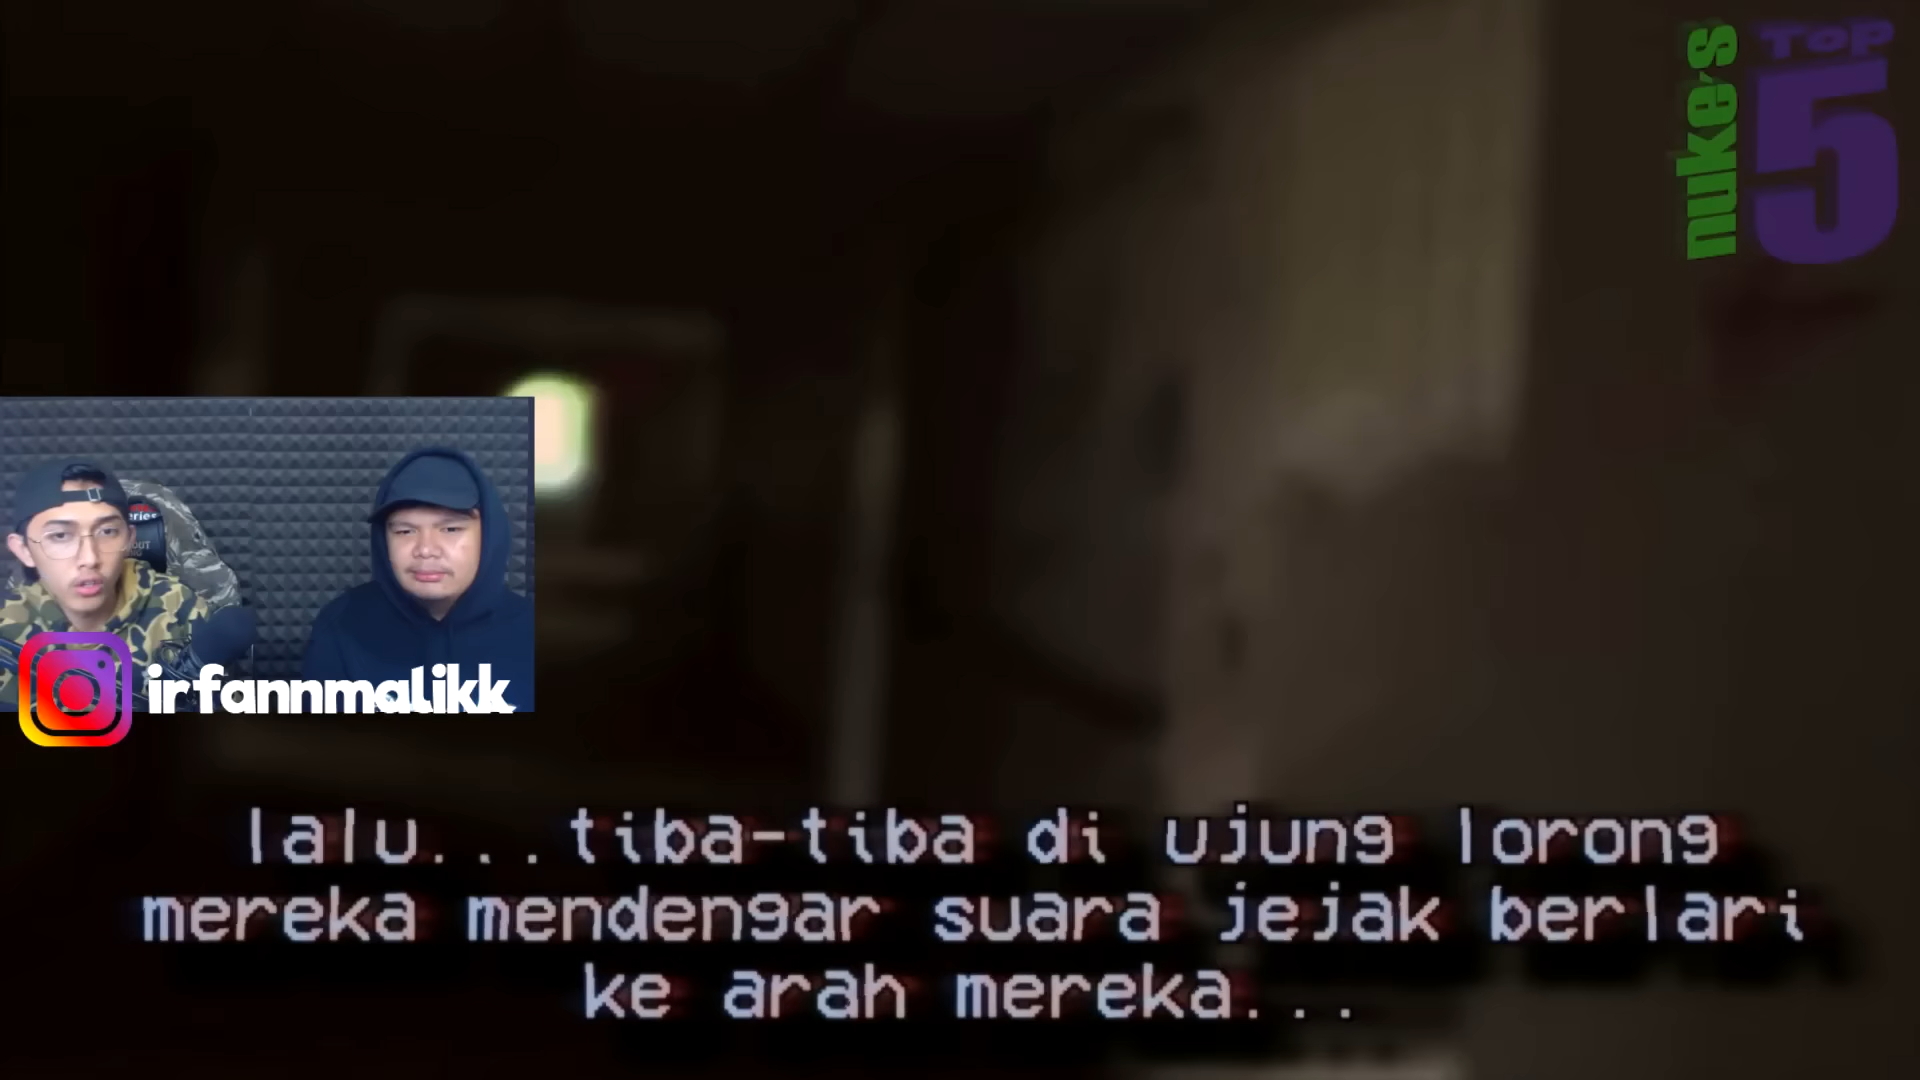 nuke's
TOP
5
irfannmalikk
lalu...tiba-tiba di ujung lorong
mereka mendengar suara jejak berlari
ke arah mereka...